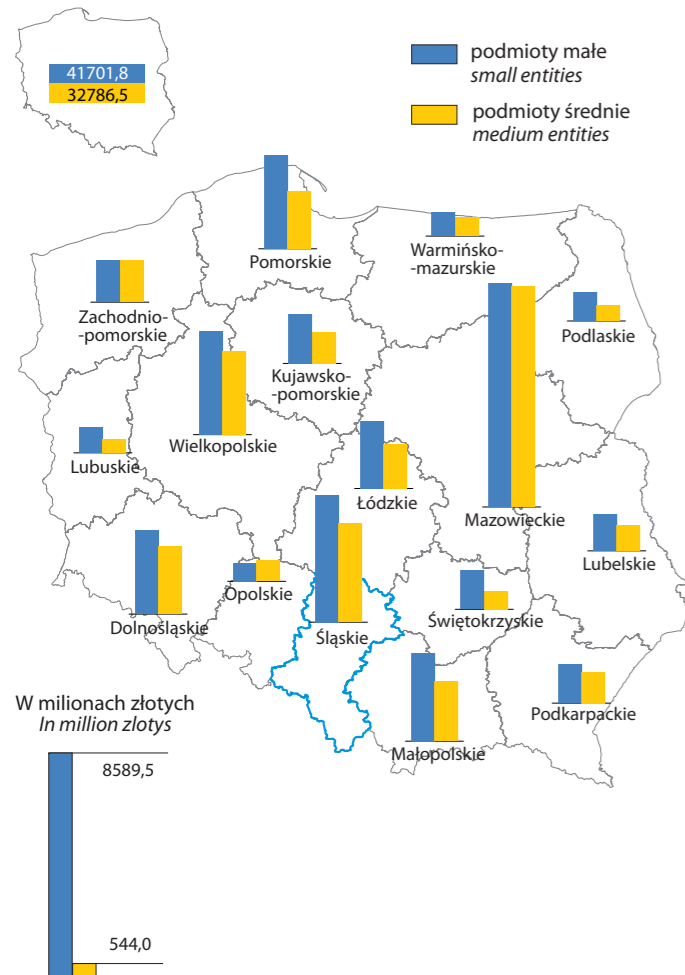 41701,8
32786,5
podmioty małe
small entities
podmioty średnie
medium entities
Pomorskie
Warmińsko-
mazurskie
Zachodnio-
-pomorskie
Podlaskie
Kujawsko-
-pomorskie
Wielkopolskie
Lubuskie
Łódzkie
Mazowieckie
Lubelskie
Opolskie
Dolnośląskie
Śląskie
Świętokrzyskie
Podkarpackie
Małopolskie
W milionach złotych
In million zlotys
8589,5
544,0